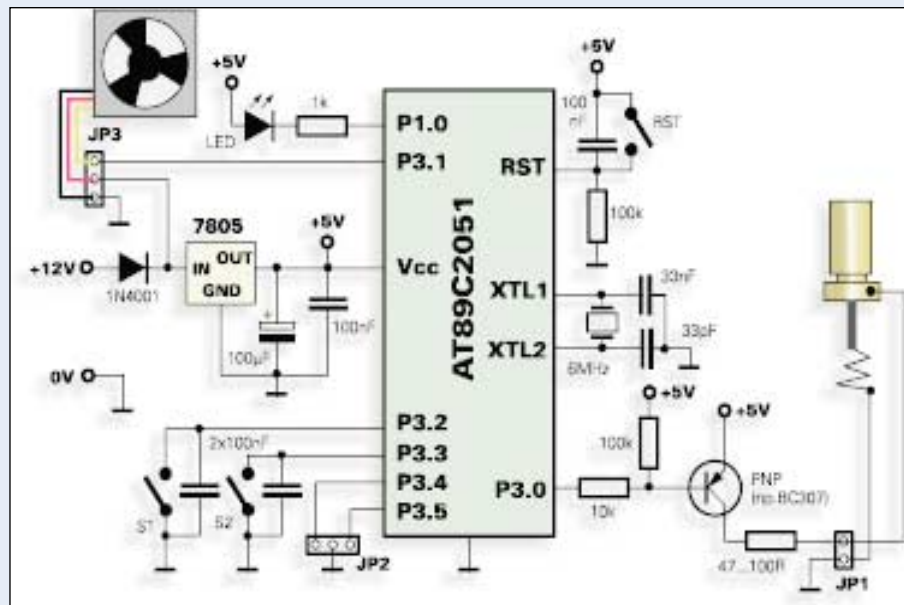 +5V
LED
1k
JP3
P1.0
P3.1
+5V
100
nF
RST
RST
100k
7805
IN
OUT
GND
+12V
1N4001
+5V
Vcc
100nF
+
100µF
0V
AT89C2051
XTL1
XTL2
33nF
33pF
6MHz
P3.2
P3.3
P3.4
P3.5
2x100nF
S1
S2
JP2
P3.0
+5V
100k
10k
+5V
PNP
(np.BC307)
47...100R
JP1